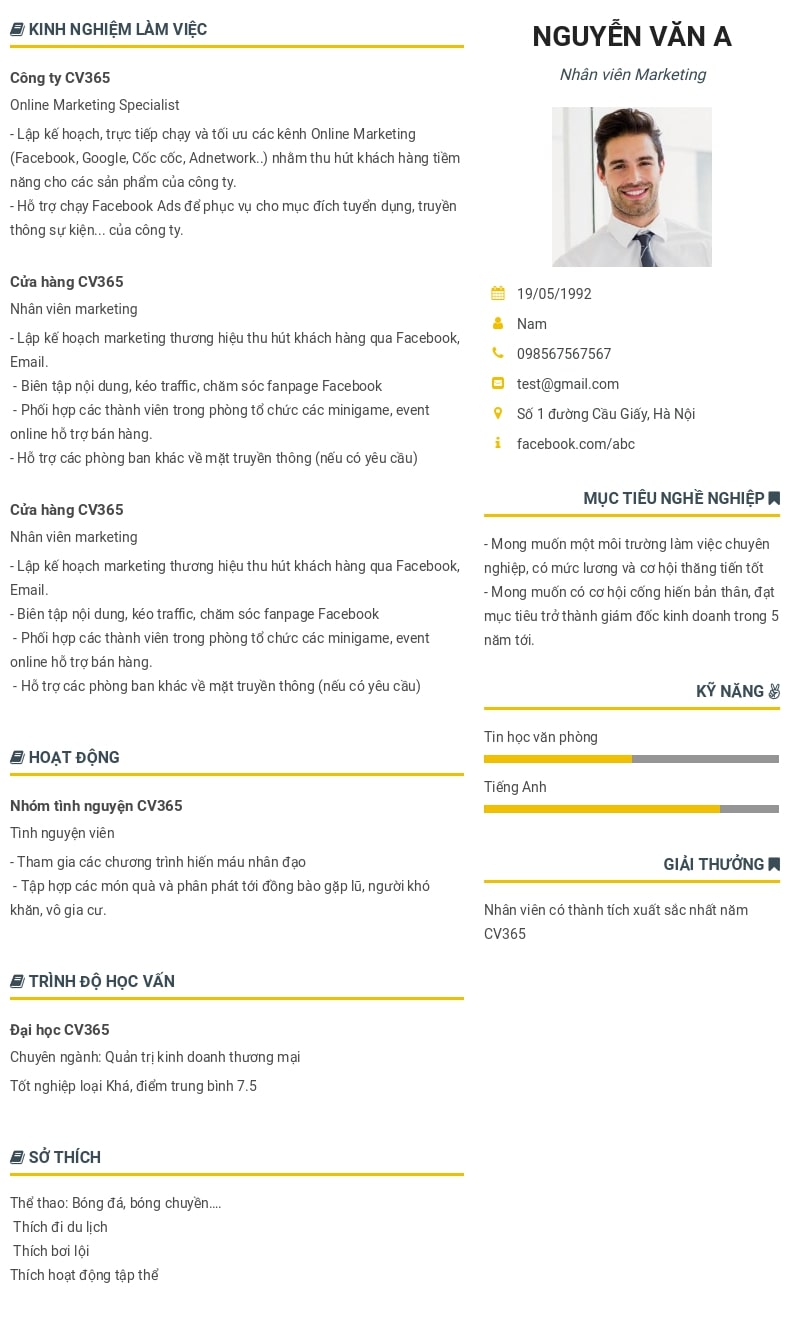 KINH NGHIỆM LÀM VIỆC
Công ty CV365
Online Marketing Specialist
- Lập kế hoạch, trực tiếp chạy và tối ưu các kênh Online Marketing
(Facebook, Google, Cốc cốc, Adnetwork..) nhằm thu hút khách hàng tiềm
năng cho các sản phẩm của công ty.
- Hỗ trợ chạy Facebook Ads để phục vụ cho mục đích tuyển dụng, truyền
thông sự kiện... của công ty.
Cửa hàng CV365
Nhân viên marketing
- Lập kế hoạch marketing thương hiệu thu hút khách hàng qua Facebook,
Email.
- Biên tập nội dung, kéo traffic, chăm sóc fanpage Facebook
- Phối hợp các thành viên trong phòng tổ chức các minigame, event
online hỗ trợ bán hàng.
- Hỗ trợ các phòng ban khác về mặt truyền thông (nếu có yêu cầu)
Cửa hàng CV365
Nhân viên marketing
- Lập kế hoạch marketing thương hiệu thu hút khách hàng qua Facebook,
Email.
- Biên tập nội dung, kéo traffic, chăm sóc fanpage Facebook
- Phối hợp các thành viên trong phòng tổ chức các minigame, event
online hỗ trợ bán hàng.
- Hỗ trợ các phòng ban khác về mặt truyền thông (nếu có yêu cầu)
HOẠT ĐỘNG
Nhóm tình nguyện CV365
Tình nguyện viên
- Tham gia các chương trình hiến máu nhân đạo
- Tập hợp các món quà và phân phát tới đồng bào gặp lũ, người khó
khăn, vô gia cư.
TRÌNH ĐỘ HỌC VẤN
Đại học CV365
Chuyên ngành: Quản trị kinh doanh thương mại
Tốt nghiệp loại Khá, điểm trung bình 7.5
SỞ THÍCH
Thể thao: Bóng đá, bóng chuyền....
Thích đi du lịch
Thích bơi lội
Thích hoạt động tập thể
NGUYỄN VĂN A
Nhân viên Marketing
19/05/1992
Nam
098567567567
test@gmail.com
Số 1 đường Cầu Giấy, Hà Nội
facebook.com/abc
MỤC TIÊU NGHỀ NGHIỆP
- Mong muốn một môi trường làm việc chuyên
nghiệp, có mức lương và cơ hội thăng tiến tốt
- Mong muốn có cơ hội cống hiến bản thân, đạt
mục tiêu trở thành giám đốc kinh doanh trong 5
năm tới.
KỸ NĂNG
Tin học văn phòng
Tiếng Anh
GIẢI THƯỞNG
Nhân viên có thành tích xuất sắc nhất năm
CV365